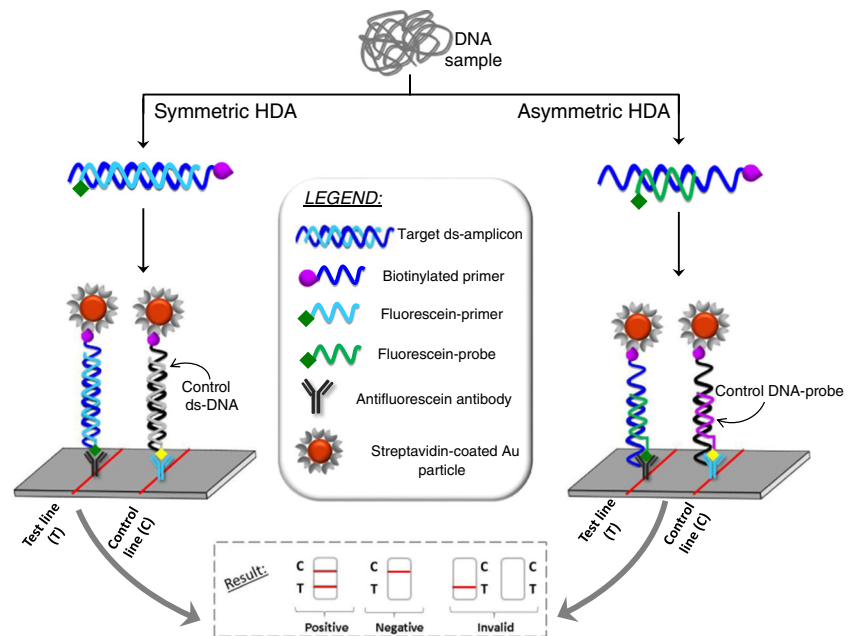 DNA
sample
Symmetric HDA
Asymmetric HDA
LEGEND:
Target ds-amplicon
Biotinylated primer
Fluorescein-primer
Fluorescein-probe
Antifluorescein antibody
Streptavidin-coated Au
particle
Control
ds-DNA
Control DNA-probe
Test line
(T)
Control
line (C)
Test line
(T)
Control
line (C)
Result:
C C C C
T T T T
Positive Negative Invalid